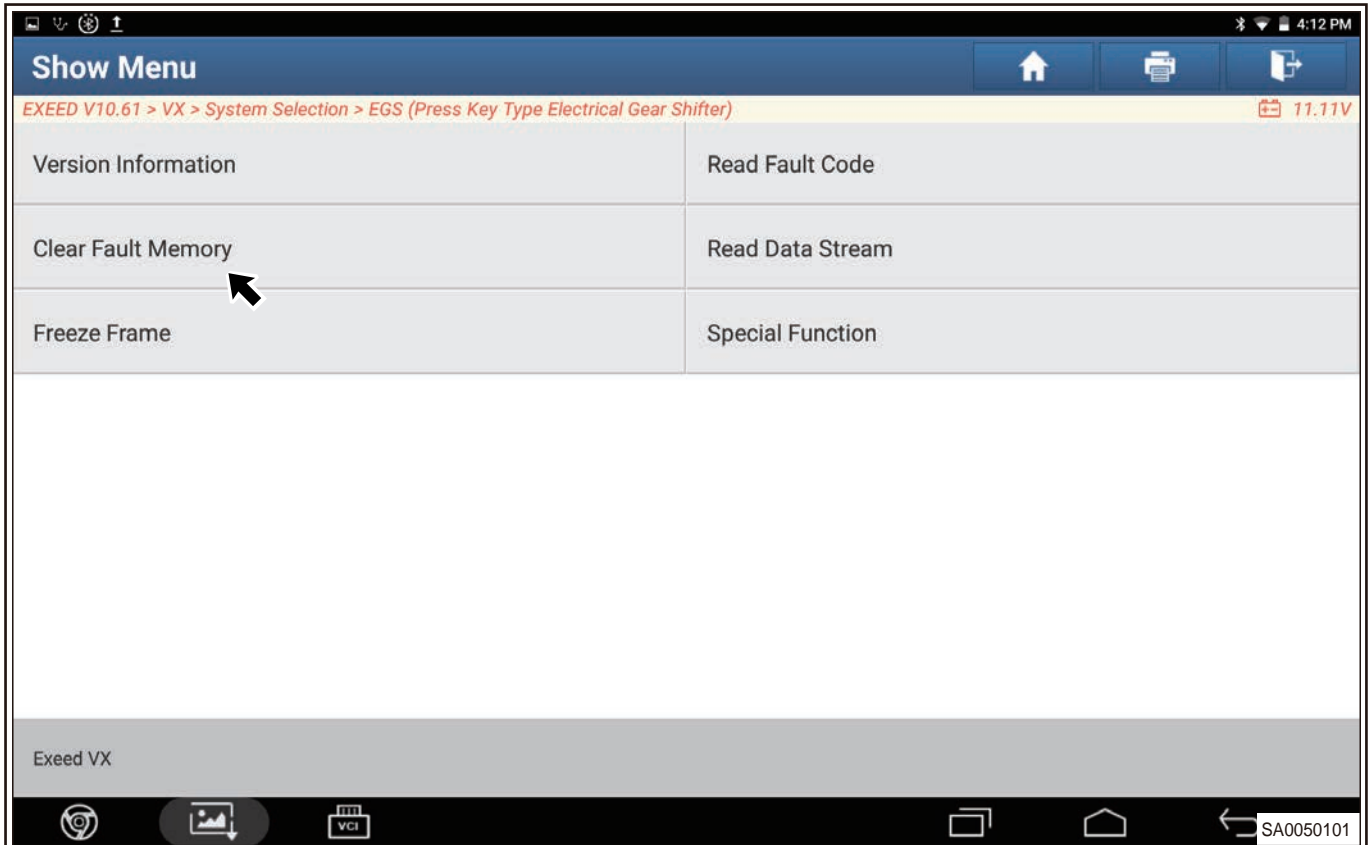 4:12 PM
Show Menu
EXEED V10.61 > VX > System Selection > EGS (Press Key Type Electrical Gear Shifter)
11.11V
Version Information
Read Fault Code
Clear Fault Memory
Read Data Stream
Freeze Frame
Special Function
Exeed VX
VCI
SA0050101